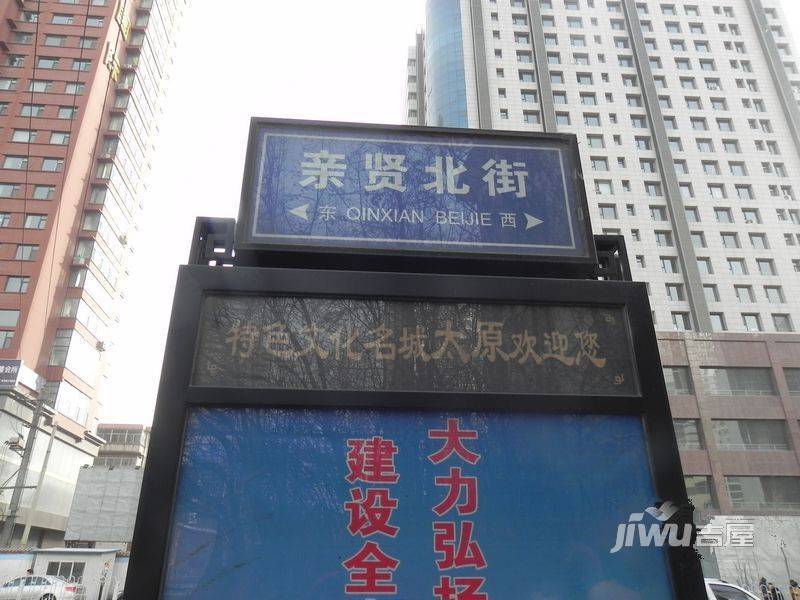 亲贤北街
东 QINXIAN BEIJIE 西
特色文化名城太原欢迎您
大力弘扬
建设全
JiWU吉屋